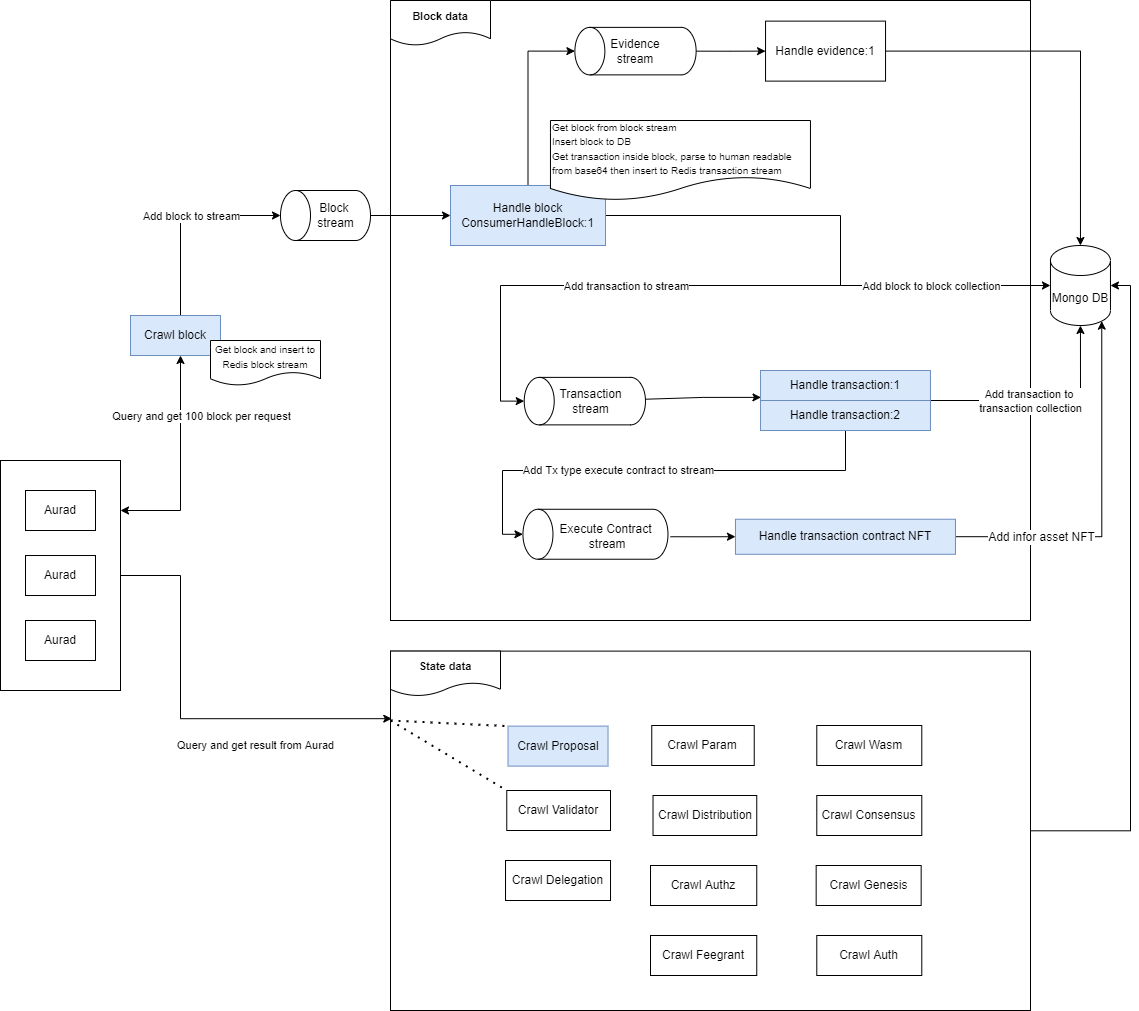 Block data
Evidence
stream
Handle evidence:1
Get block from block stream
Insert block to DB
Get transaction inside block, parse to human readable
from base64 then insert to Redis transaction stream
Add block to stream
Block
stream
Handle block
ConsumerHandleBlock:1
Add transaction to stream
Add block to block collection
Mongo DB
Crawl block
Get block and insert to
Redis block stream
Query and get 100 block per request
Transaction
stream
Handle transaction:1
Handle transaction:2
Add transaction to
transaction collection
Add Tx type execute contract to stream
Execute Contract
stream
Handle transaction contract NFT
Add infor asset NFT
Aurad
Aurad
Aurad
State data
Query and get result from Aurad
Crawl Proposal
Crawl Param
Crawl Wasm
Crawl Validator
Crawl Distribution
Crawl Consensus
Crawl Delegation
Crawl Authz
Crawl Genesis
Crawl Feegrant
Crawl Auth